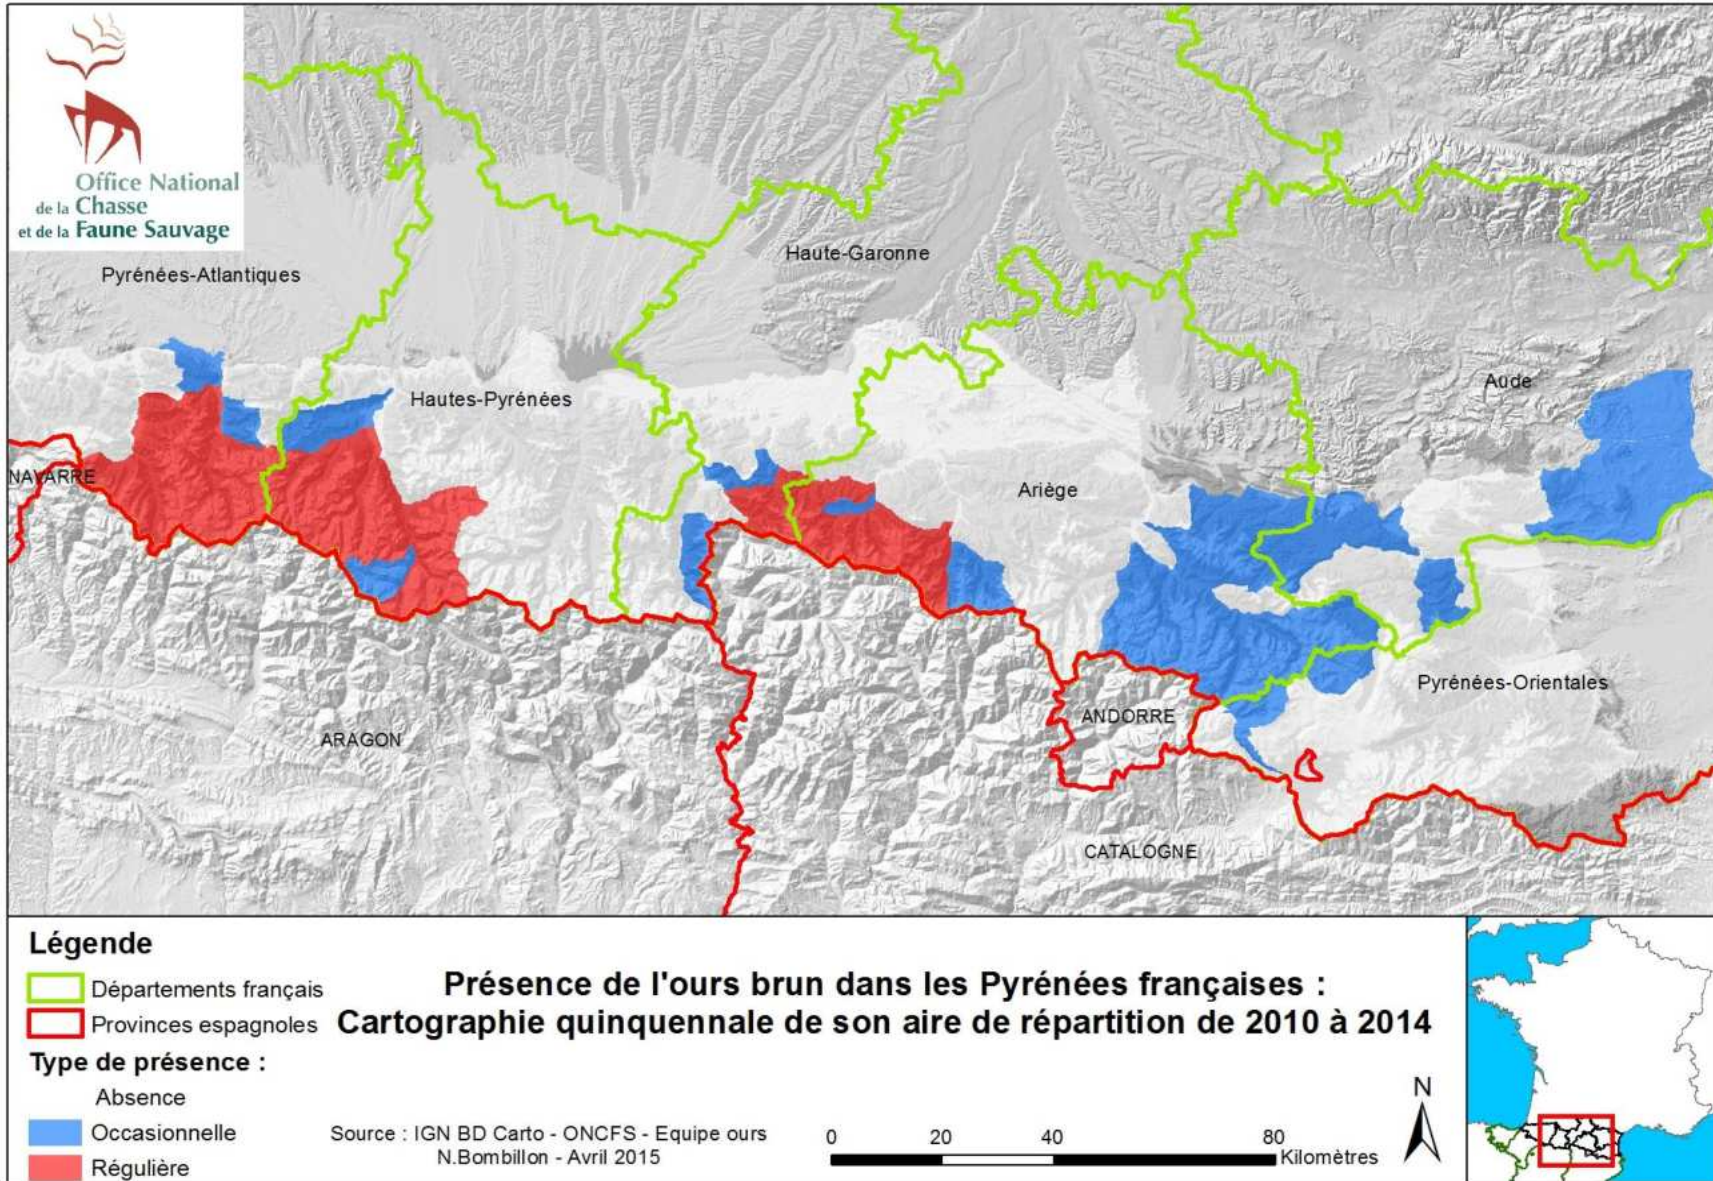 Office National
de la Chasse
et de la Faune Sauvage
Pyrénées-Atlantiques
Haute-Garonne
Hautes-Pyrénées
Aude
NAVARRE
Ariège
Pyrénées-Orientales
ANDORRE
ARAGON
CATALOGNE
Légende
Départements français
Provinces espagnoles
Type de présence :
Absence
Occasionnelle
Régulière
Présence de l'ours brun dans les Pyrénées françaises :
Cartographie quinquennale de son aire de répartition de 2010 à 2014
Source : IGN BD Carto - ONCFS - Equipe ours
N.Bombillon - Avril 2015
0 20 40 80
Kilomètres
N